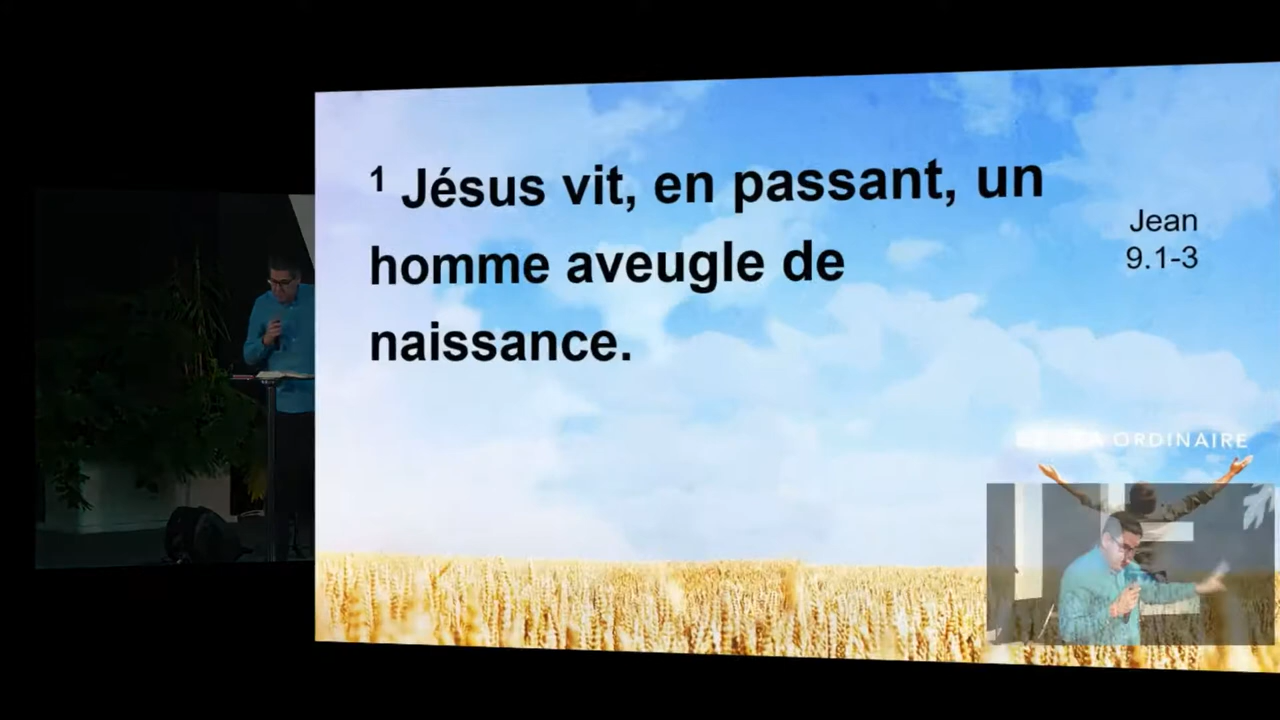 1 Jésus vit, en passant, un
homme aveugle de
naissance.
Jean
9.1-3
ORDINAIRE